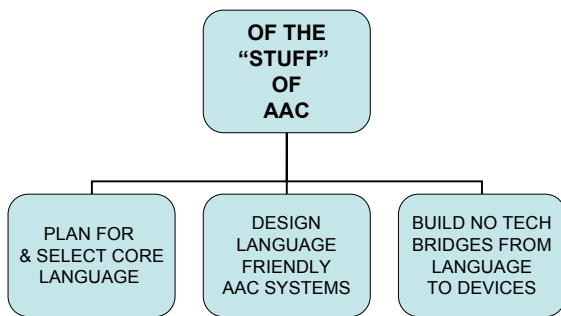 OF THE
“STUFF”
OF
AAC
PLAN FOR
& SELECT CORE
LANGUAGE
DESIGN
LANGUAGE
FRIENDLY
AAC SYSTEMS
BUILD NO TECH
BRIDGES FROM
LANGUAGE
TO DEVICES